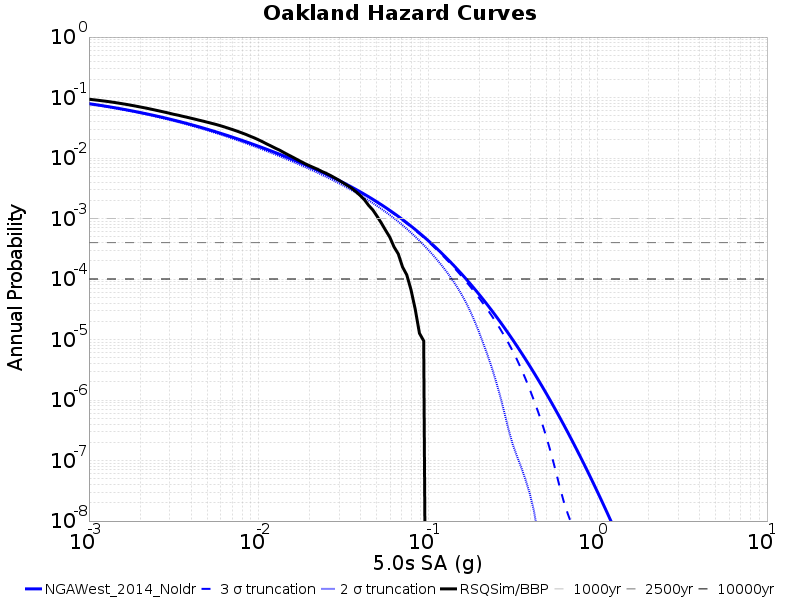 Oakland Hazard Curves
10^0
10^-1
10^-2
10^-3
10^-4
10^-5
10^-6
10^-7
10^-8
Annual Probability
10^-3 10^-2 10^-1 10^0 10^1
5.0s SA (g)
NGAWest_2014_NoIdr 3 σ truncation 2 σ truncation RSQSim/BBP 1000yr 2500yr 10000yr